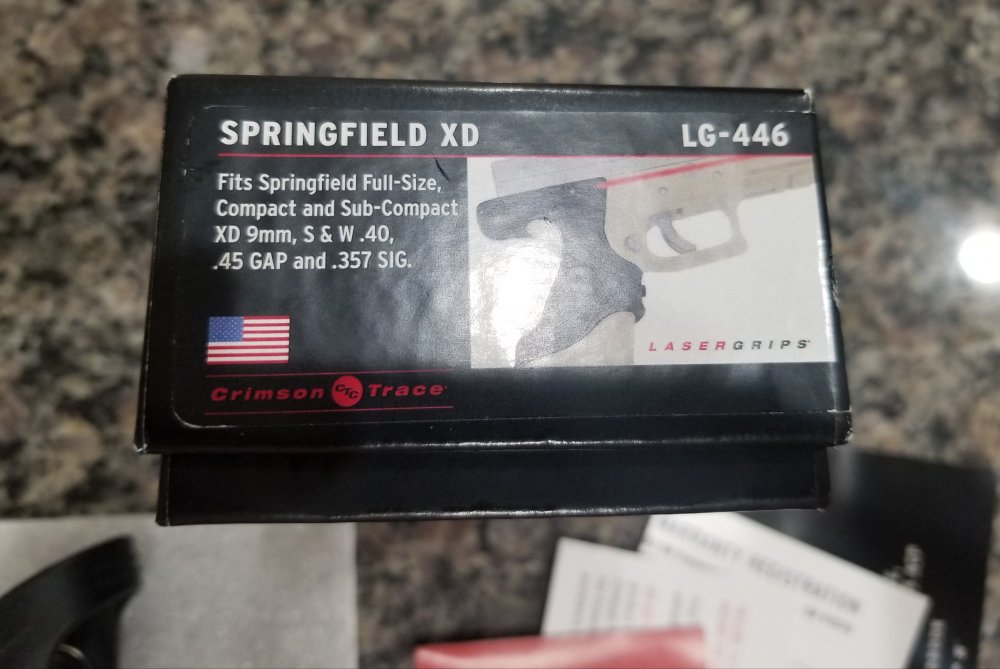 SPRINGFIELD XD
LG-446
Fits Springfield Full-Size,
Compact and Sub-Compact
XD 9mm, S & W .40,
.45 GAP and .357 SIG.
LASERGRIPS
Crimson CTC Trace
WARRANTY REGISTRATION